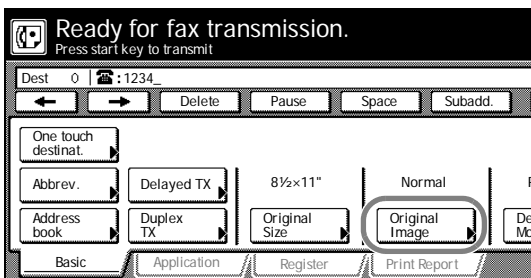 Ready for fax transmission.
Press start key to transmit
Dest 0 ☎:1234_
← → Delete Pause Space Subadd.
One touch
destinat.
Abbrev. Delayed TX 8½×11" Normal
Address
book
Duplex
TX
Original
Size
Original
Image
Basic Application Register Print Report